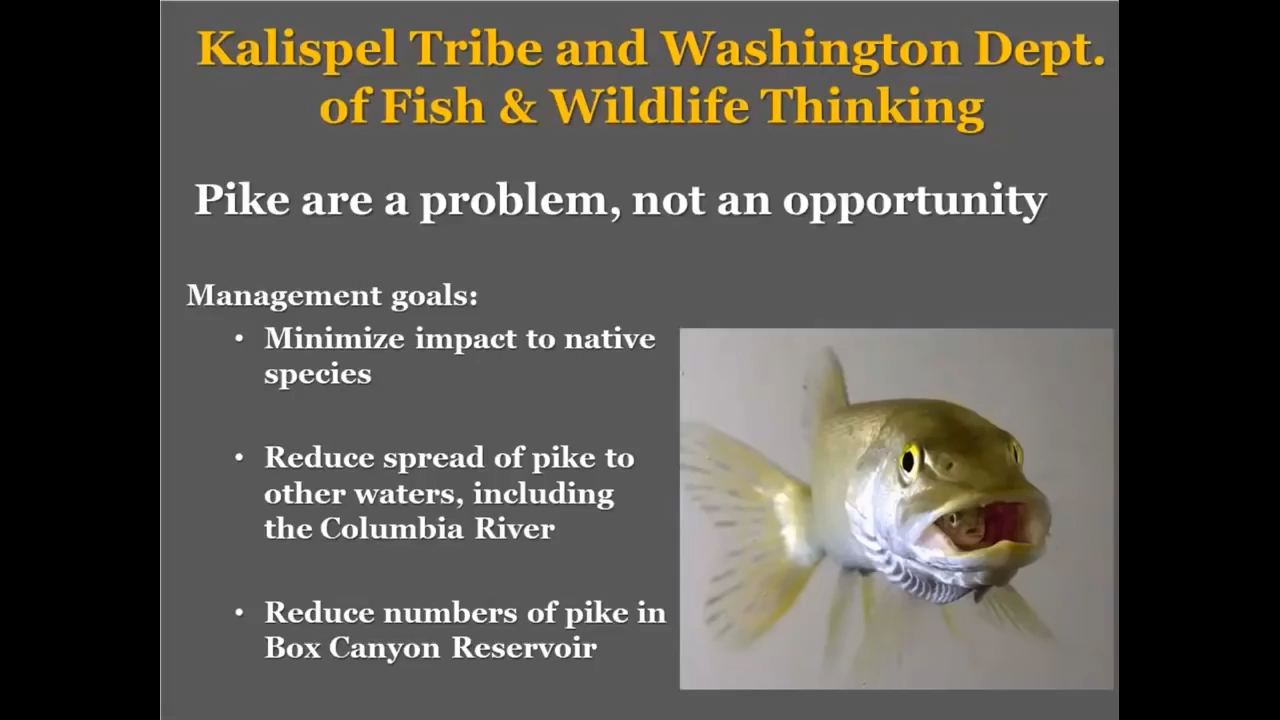 Kalispel Tribe and Washington Dept.
of Fish & Wildlife Thinking
Pike are a problem, not an opportunity
Management goals:
• Minimize impact to native
species
• Reduce spread of pike to
other waters, including
the Columbia River
• Reduce numbers of pike in
Box Canyon Reservoir